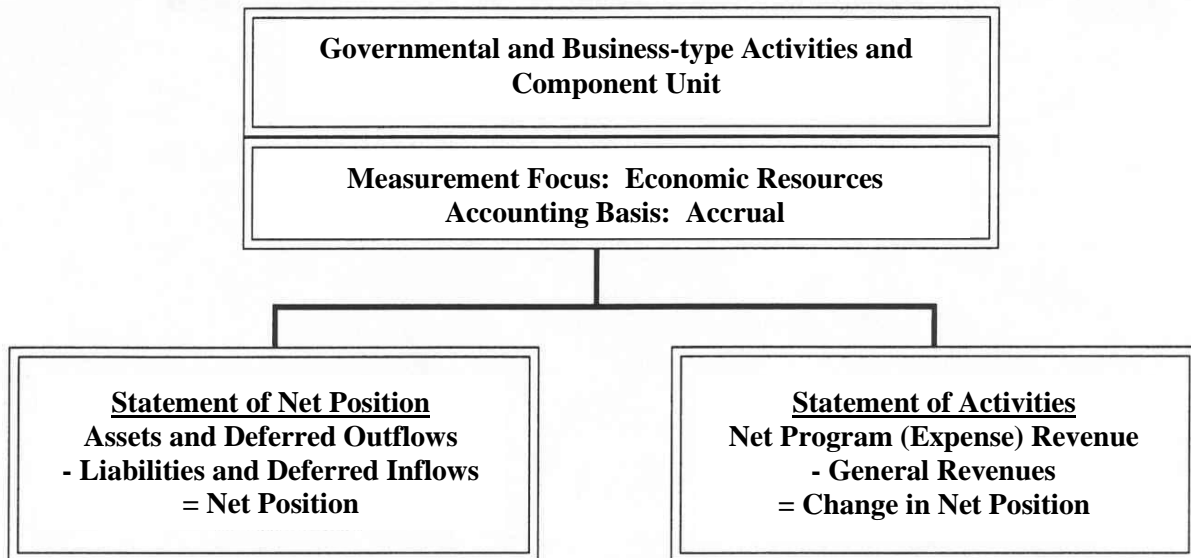 Governmental and Business-type Activities and
Component Unit
Measurement Focus: Economic Resources
Accounting Basis: Accrual
Statement of Net Position
Assets and Deferred Outflows
- Liabilities and Deferred Inflows
= Net Position
Statement of Activities
Net Program (Expense) Revenue
- General Revenues
= Change in Net Position